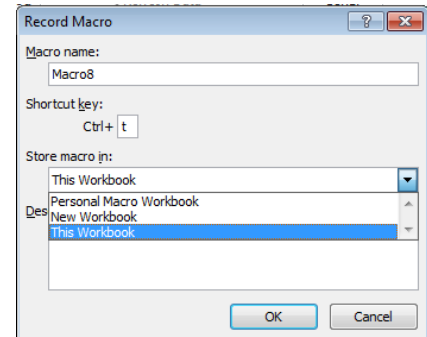 Record Macro
Macro name:
Macro8
Shortcut key:
Ctrl+ t
Store macro in:
This Workbook
Personal Macro Workbook
Des
New Workbook
This Workbook
OK Cancel